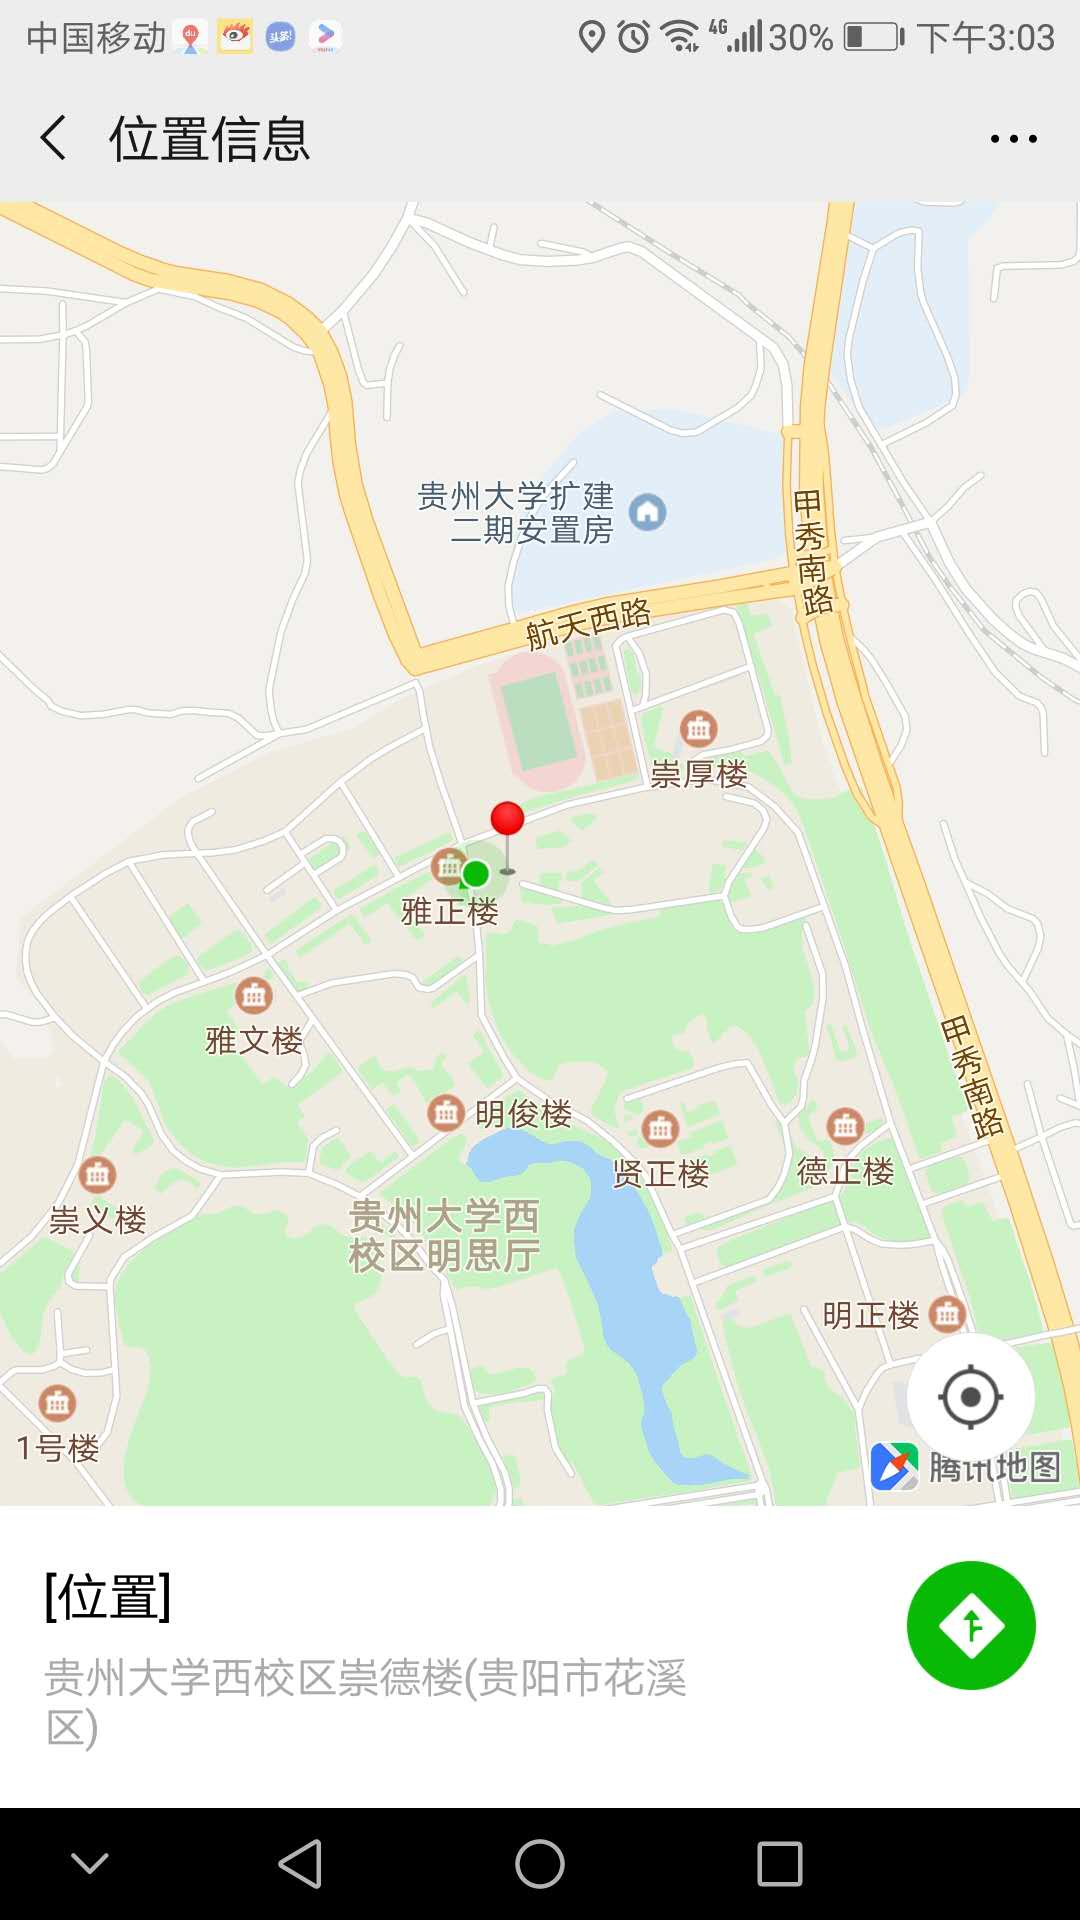 中国移动
du
头条!
4G
30%
下午3:03
位置信息
贵州大学扩建
二期安置房
甲秀南路
航天西路
崇厚楼
雅正楼
雅文楼
甲秀南路
明俊楼
贤正楼
德正楼
崇义楼
贵州大学西
校区明思厅
明正楼
1号楼
腾讯地图
[位置]
贵州大学西校区崇德楼(贵阳市花溪
区)